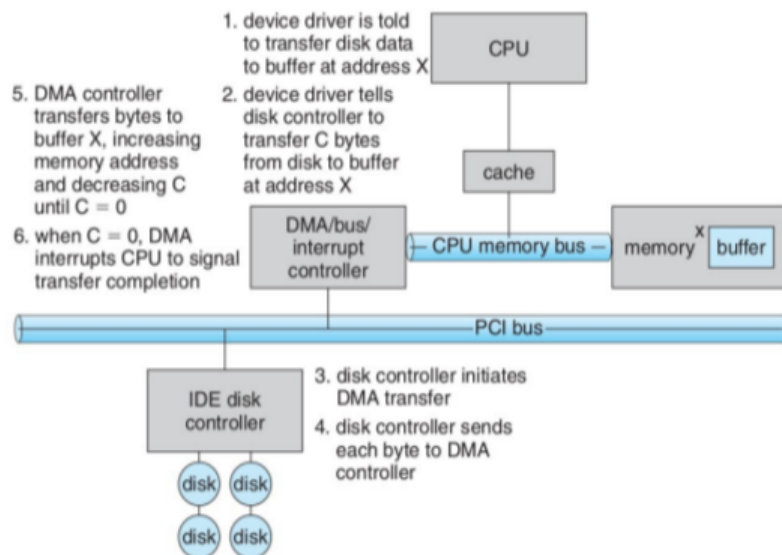 1. device driver is told
to transfer disk data
to buffer at address X
CPU
5. DMA controller
transfers bytes to
buffer X, increasing
memory address
and decreasing C
until C = 0
2. device driver tells
disk controller to
transfer C bytes
from disk to buffer
at address X
cache
6. when C = 0, DMA
interrupts CPU to signal
transfer completion
DMA/bus/
interrupt
controller
CPU memory bus
memory
X
buffer
PCI bus
IDE disk
controller
3. disk controller initiates
DMA transfer
4. disk controller sends
each byte to DMA
controller
disk disk
disk disk